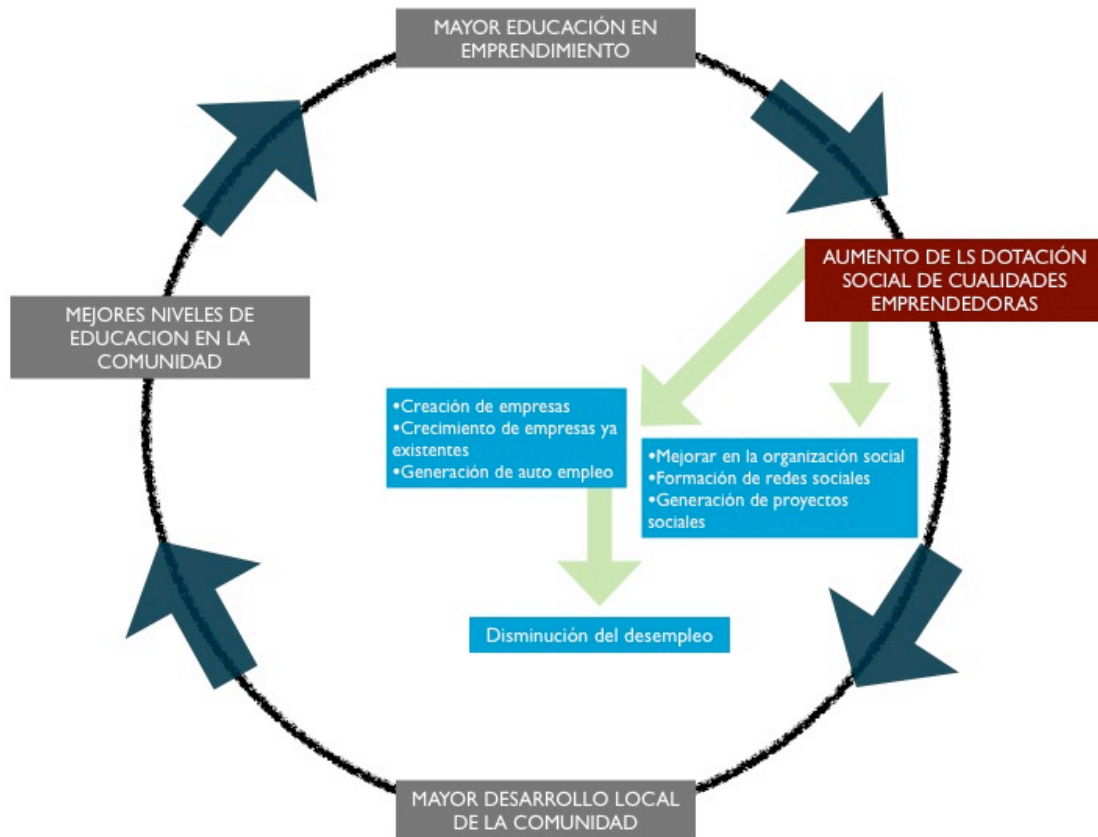 MAYOR EDUCACIÓN EN
EMPRENDIMIENTO
AUMENTO DE LS DOTACIÓN
SOCIAL DE CUALIDADES
EMPRENDEDORAS
MEJORES NIVELES DE
EDUCACION EN LA
COMUNIDAD
•Creación de empresas
•Crecimiento de empresas ya
existentes
•Generación de auto empleo
•Mejorar en la organización social
•Formación de redes sociales
•Generación de proyectos
sociales
Disminución del desempleo
MAYOR DESARROLLO LOCAL
DE LA COMUNIDAD